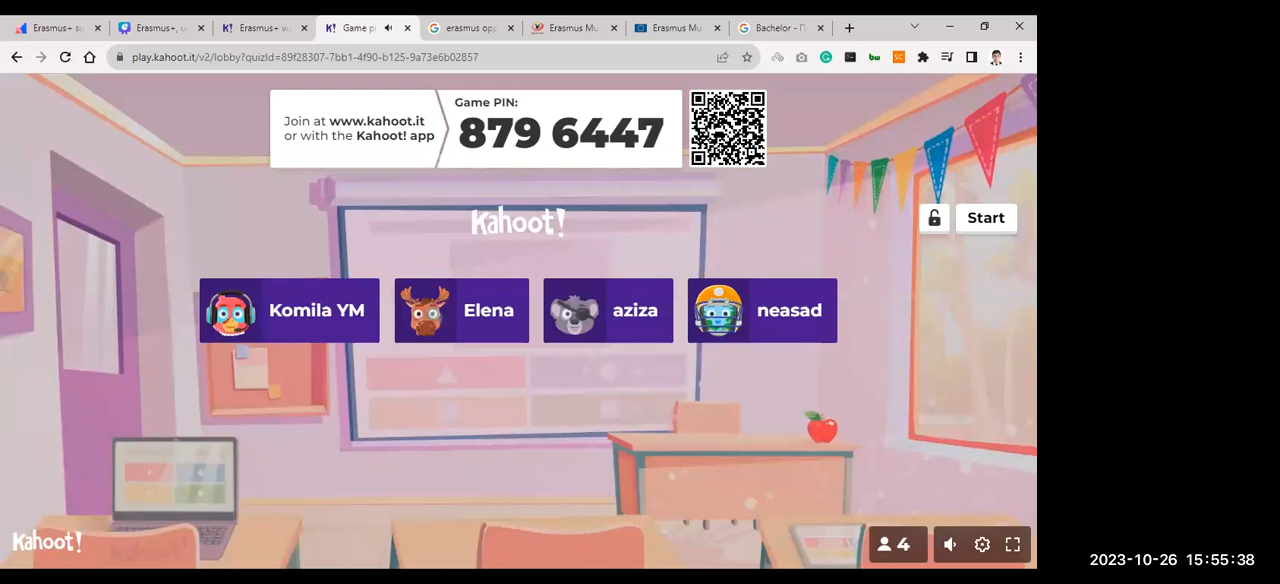 Erasmus+ su
Erasmus+, u
Erasmus+ w
Game pi
erasmus opp
Erasmus Mu
Erasmus Mu
Bachelor - П
play.kahoot.it/v2/lobby?quizId=89f28307-7bb1-4f90-b125-9a73e6b02857
Join at www.kahoot.it
or with the Kahoot! app
Game PIN:
879 6447
Kahoot!
Start
Komila YM
Elena
aziza
neasad
Kahoot!
4
2023-10-26 15:55:38